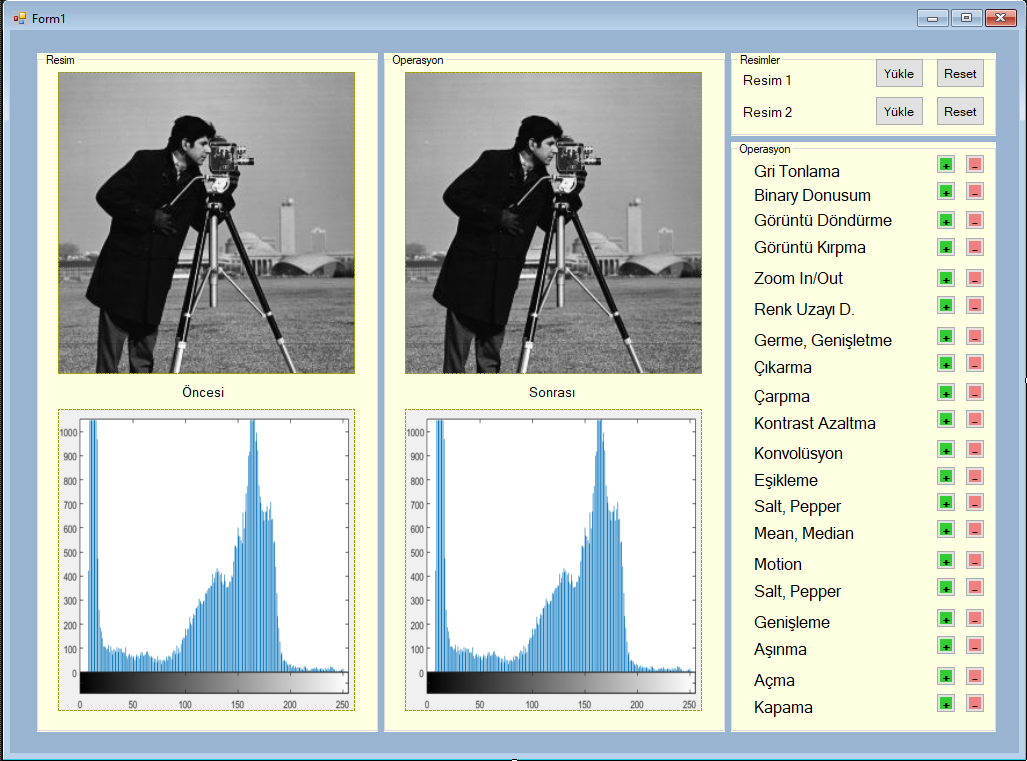 Form1
Resim
Öncesi
1000
900
800
700
600
500
400
300
200
100
0
0 50 100 150 200 250
Operasyon
Sonrası
1000
900
800
700
600
500
400
300
200
100
0
0 50 100 150 200 250
Resimler
Resim 1 Yükle Reset
Resim 2 Yükle Reset
Operasyon
Gri Tonlama + -
Binary Donusum + -
Görüntü Döndürme + -
Görüntü Kırpma + -
Zoom In/Out + -
Renk Uzayı D. + -
Germe, Genişletme + -
Çıkarma + -
Çarpma + -
Kontrast Azaltma + -
Konvolüsyon + -
Eşikleme + -
Salt, Pepper + -
Mean, Median + -
Motion + -
Salt, Pepper + -
Genişleme + -
Aşınma + -
Açma + -
Kapama + -